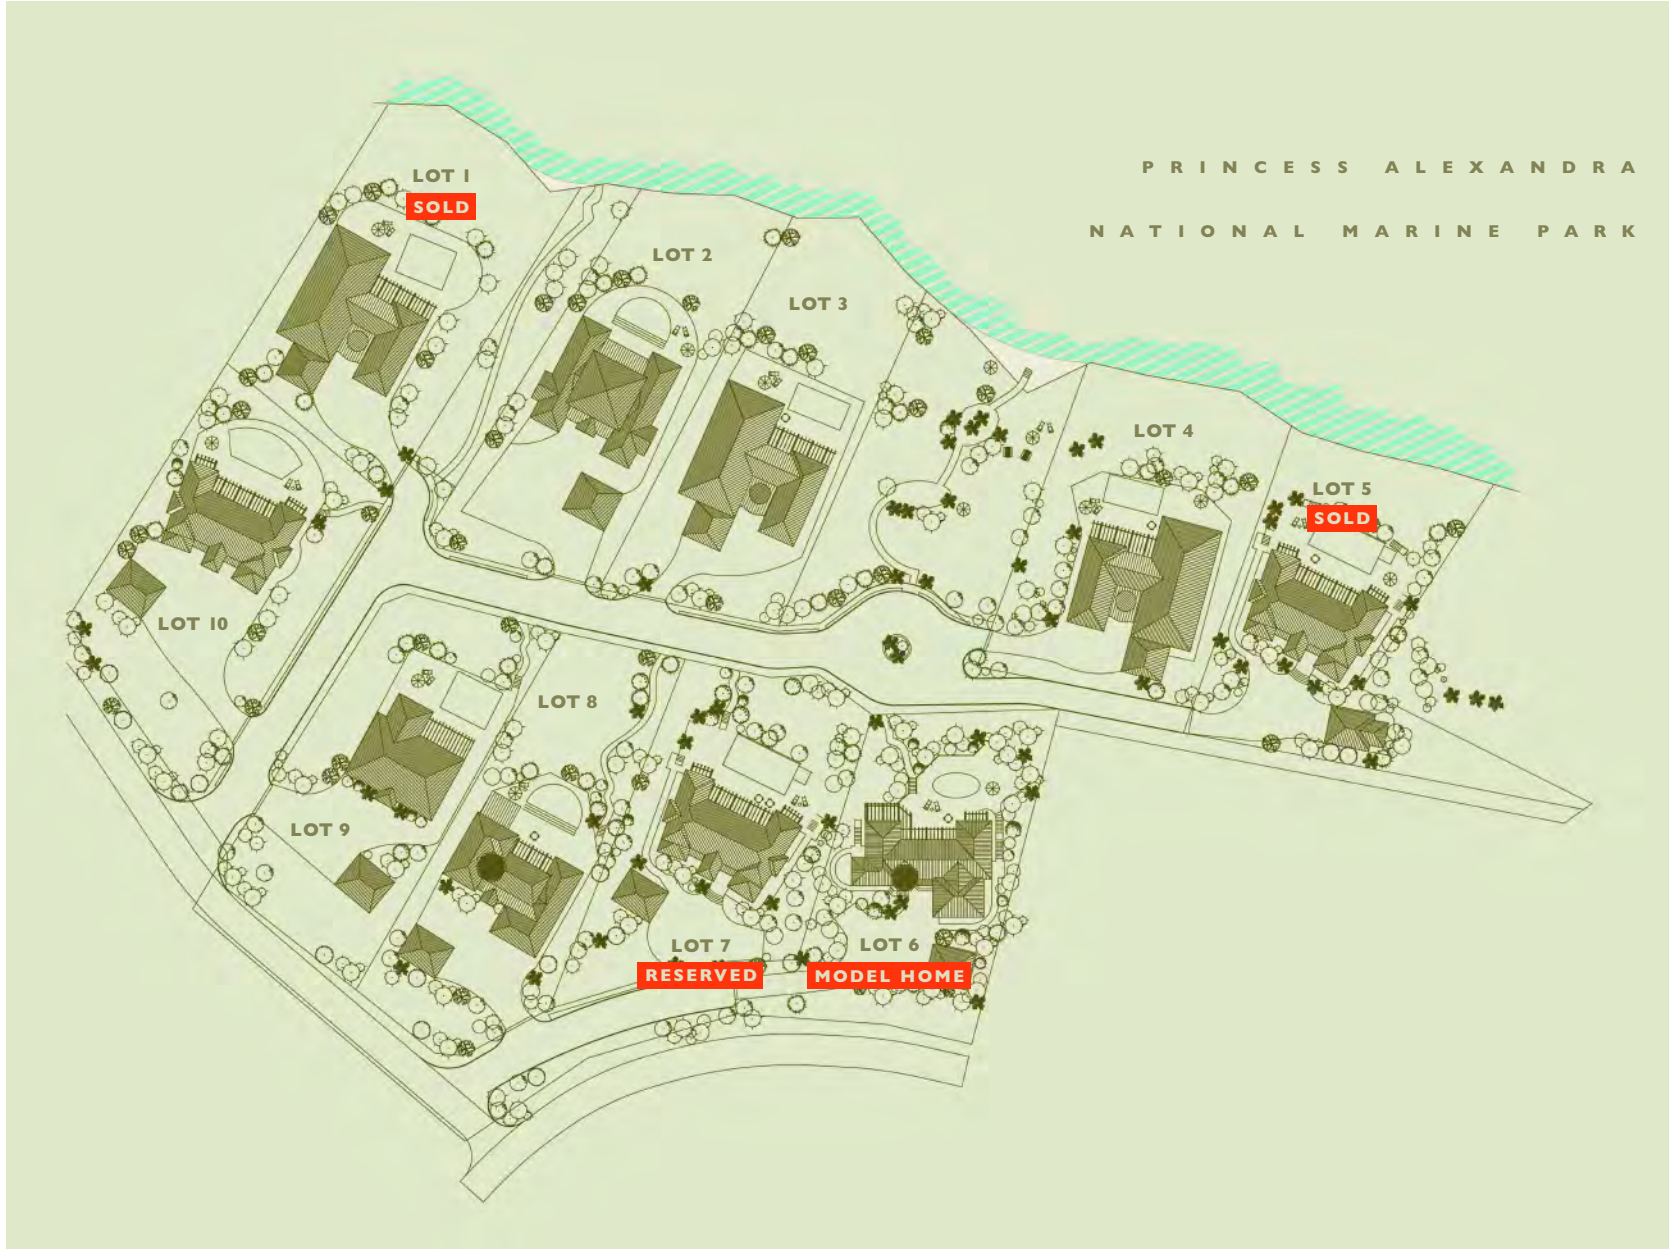 PRINCESS ALEXANDRA
NATIONAL MARINE PARK
LOT 1
SOLD
LOT 2
LOT 3
LOT 4
LOT 5
SOLD
LOT 10
LOT 8
LOT 9
LOT 7
RESERVED
LOT 6
MODEL HOME